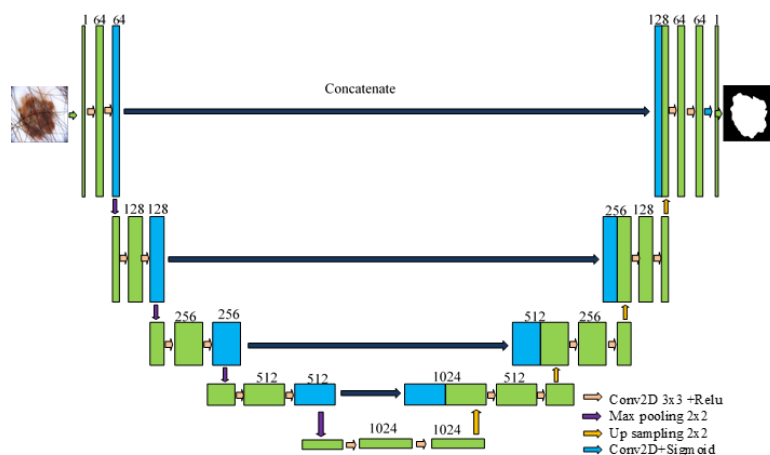 1 64 64
128 64 64 1
Concatenate
128 128
256 128
256 256
512 256
512 512
1024 512
1024 1024
Conv2D 3x3 +Relu
Max pooling 2x2
Up sampling 2x2
Conv2D+Sigmoid